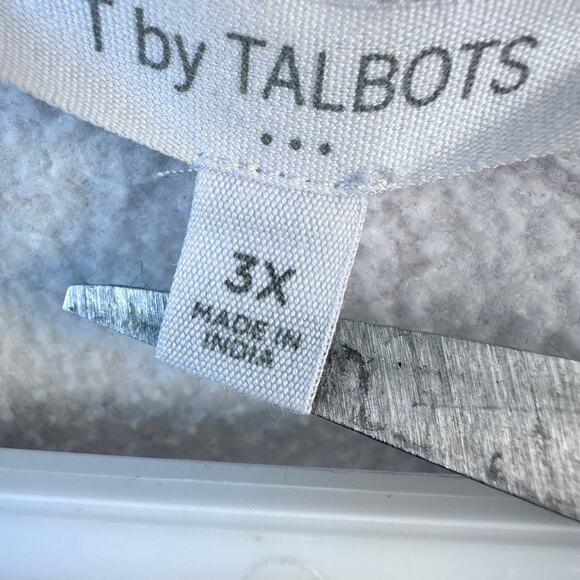 T by TALBOTS
3X
MADE IN
INDIA